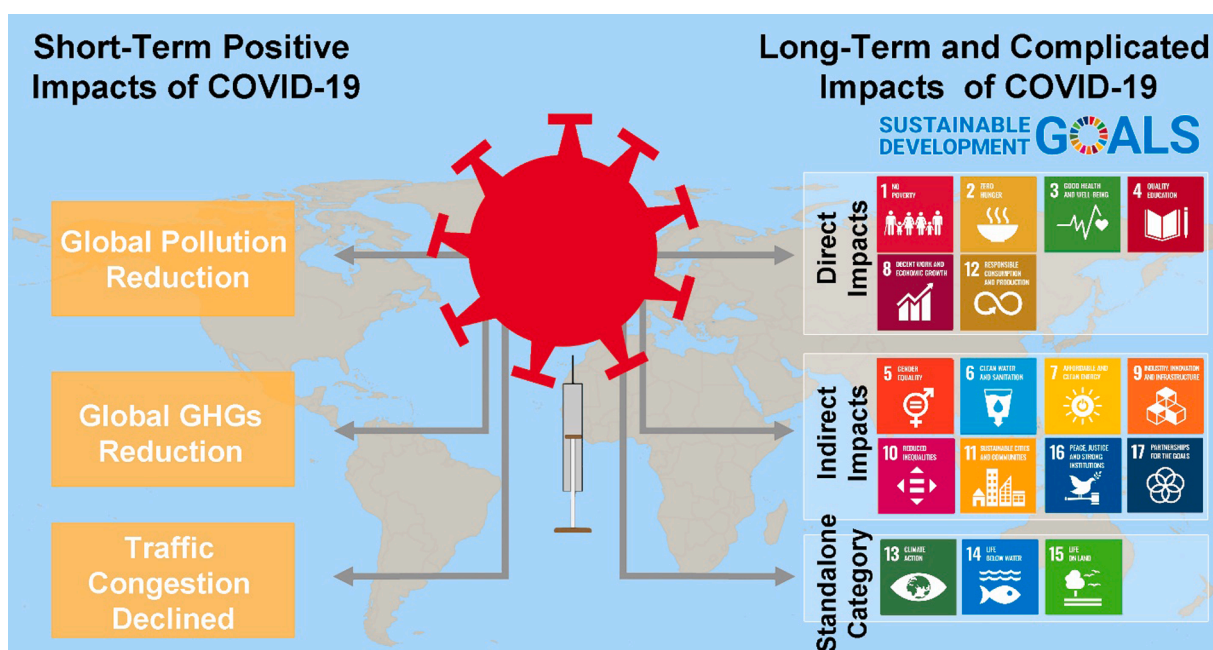 Short-Term Positive
Impacts of COVID-19
Global Pollution
Reduction
Global GHGs
Reduction
Traffic
Congestion
Declined
Long-Term and Complicated
Impacts of COVID-19
SUSTAINABLE
DEVELOPMENT
GOALS
Direct
Impacts
1 NO
POVERTY
2 ZERO
HUNGER
3 GOOD HEALTH
AND WELL-BEING
4 QUALITY
EDUCATION
8 DECENT WORK AND
ECONOMIC GROWTH
12 RESPONSIBLE
CONSUMPTION
AND PRODUCTION
Indirect
Impacts
5 GENDER
EQUALITY
6 CLEAN WATER
AND SANITATION
7 AFFORDABLE AND
CLEAN ENERGY
9 INDUSTRY, INNOVATION
AND INFRASTRUCTURE
10 REDUCED
INEQUALITIES
11 SUSTAINABLE CITIES
AND COMMUNITIES
16 PEACE, JUSTICE
AND STRONG
INSTITUTIONS
17 PARTNERSHIPS
FOR THE GOALS
Standalone
Category
13 CLIMATE
ACTION
14 LIFE
BELOW WATER
15 LIFE
ON LAND